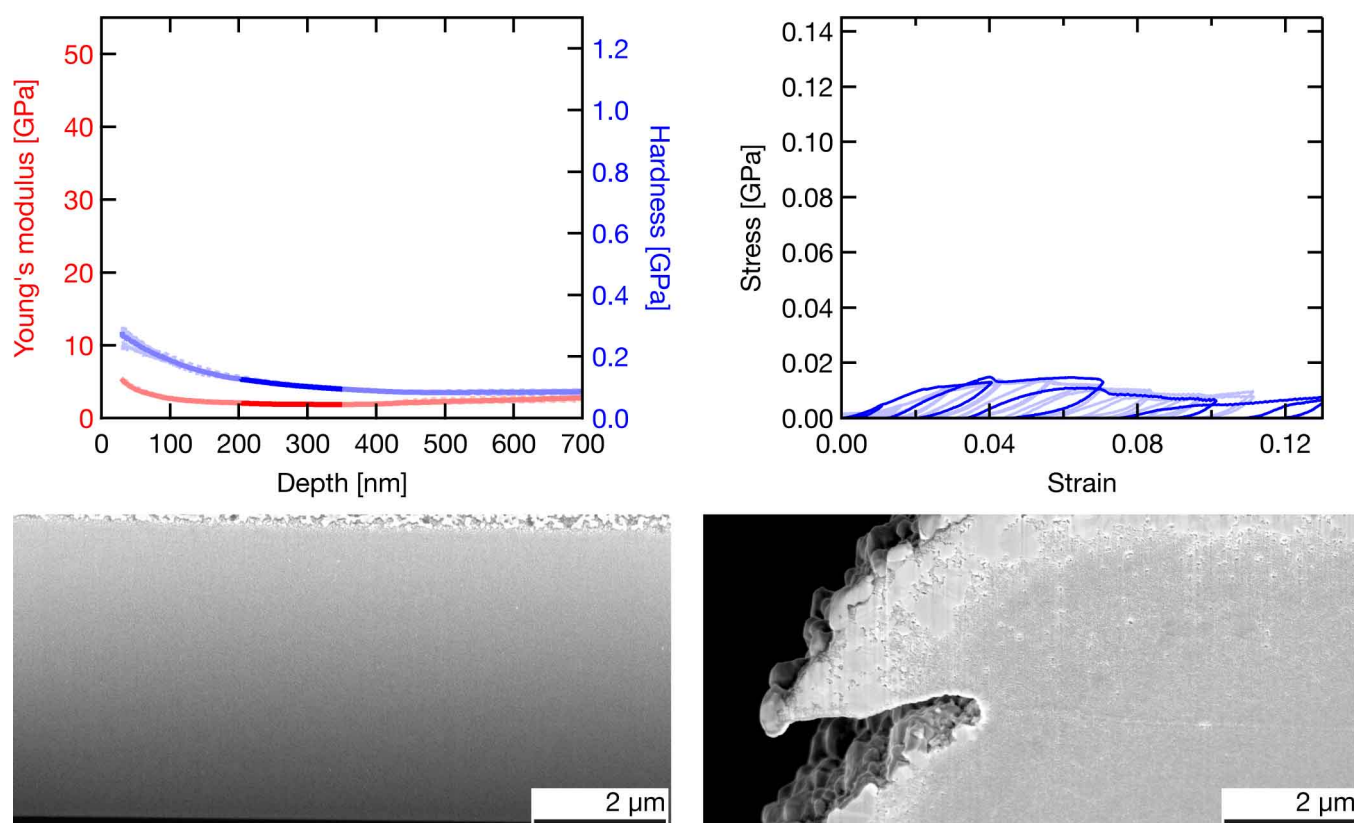 Young's modulus [GPa]
50
40
30
20
10
0
1.2
1.0
0.8
0.6
0.4
0.2
0.0
Hardness [GPa]
0 100 200 300 400 500 600 700
Depth [nm]
Stress [GPa]
0.14
0.12
0.10
0.08
0.06
0.04
0.02
0.00
0.00 0.04 0.08 0.12
Strain
2 µm
2 µm